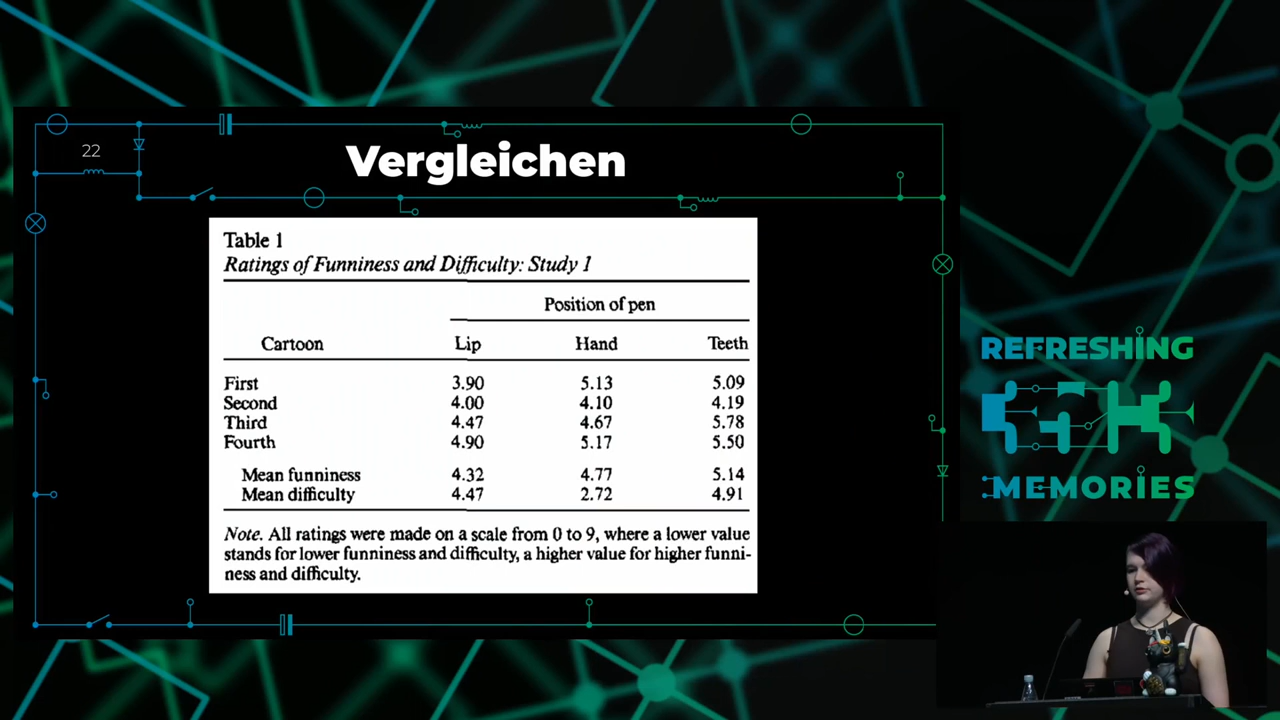 22
Vergleichen
Table 1
Ratings of Funniness and Difficulty: Study 1
Position of pen
Cartoon Lip Hand Teeth
First 3.90 5.13 5.09
Second 4.00 4.10 4.19
Third 4.47 4.67 5.78
Fourth 4.90 5.17 5.50
Mean funniness 4.32 4.77 5.14
Mean difficulty 4.47 2.72 4.91
Note. All ratings were made on a scale from 0 to 9, where a lower value
stands for lower funniness and difficulty, a higher value for higher funni-
ness and difficulty.
REFRESHING
MEMORIES